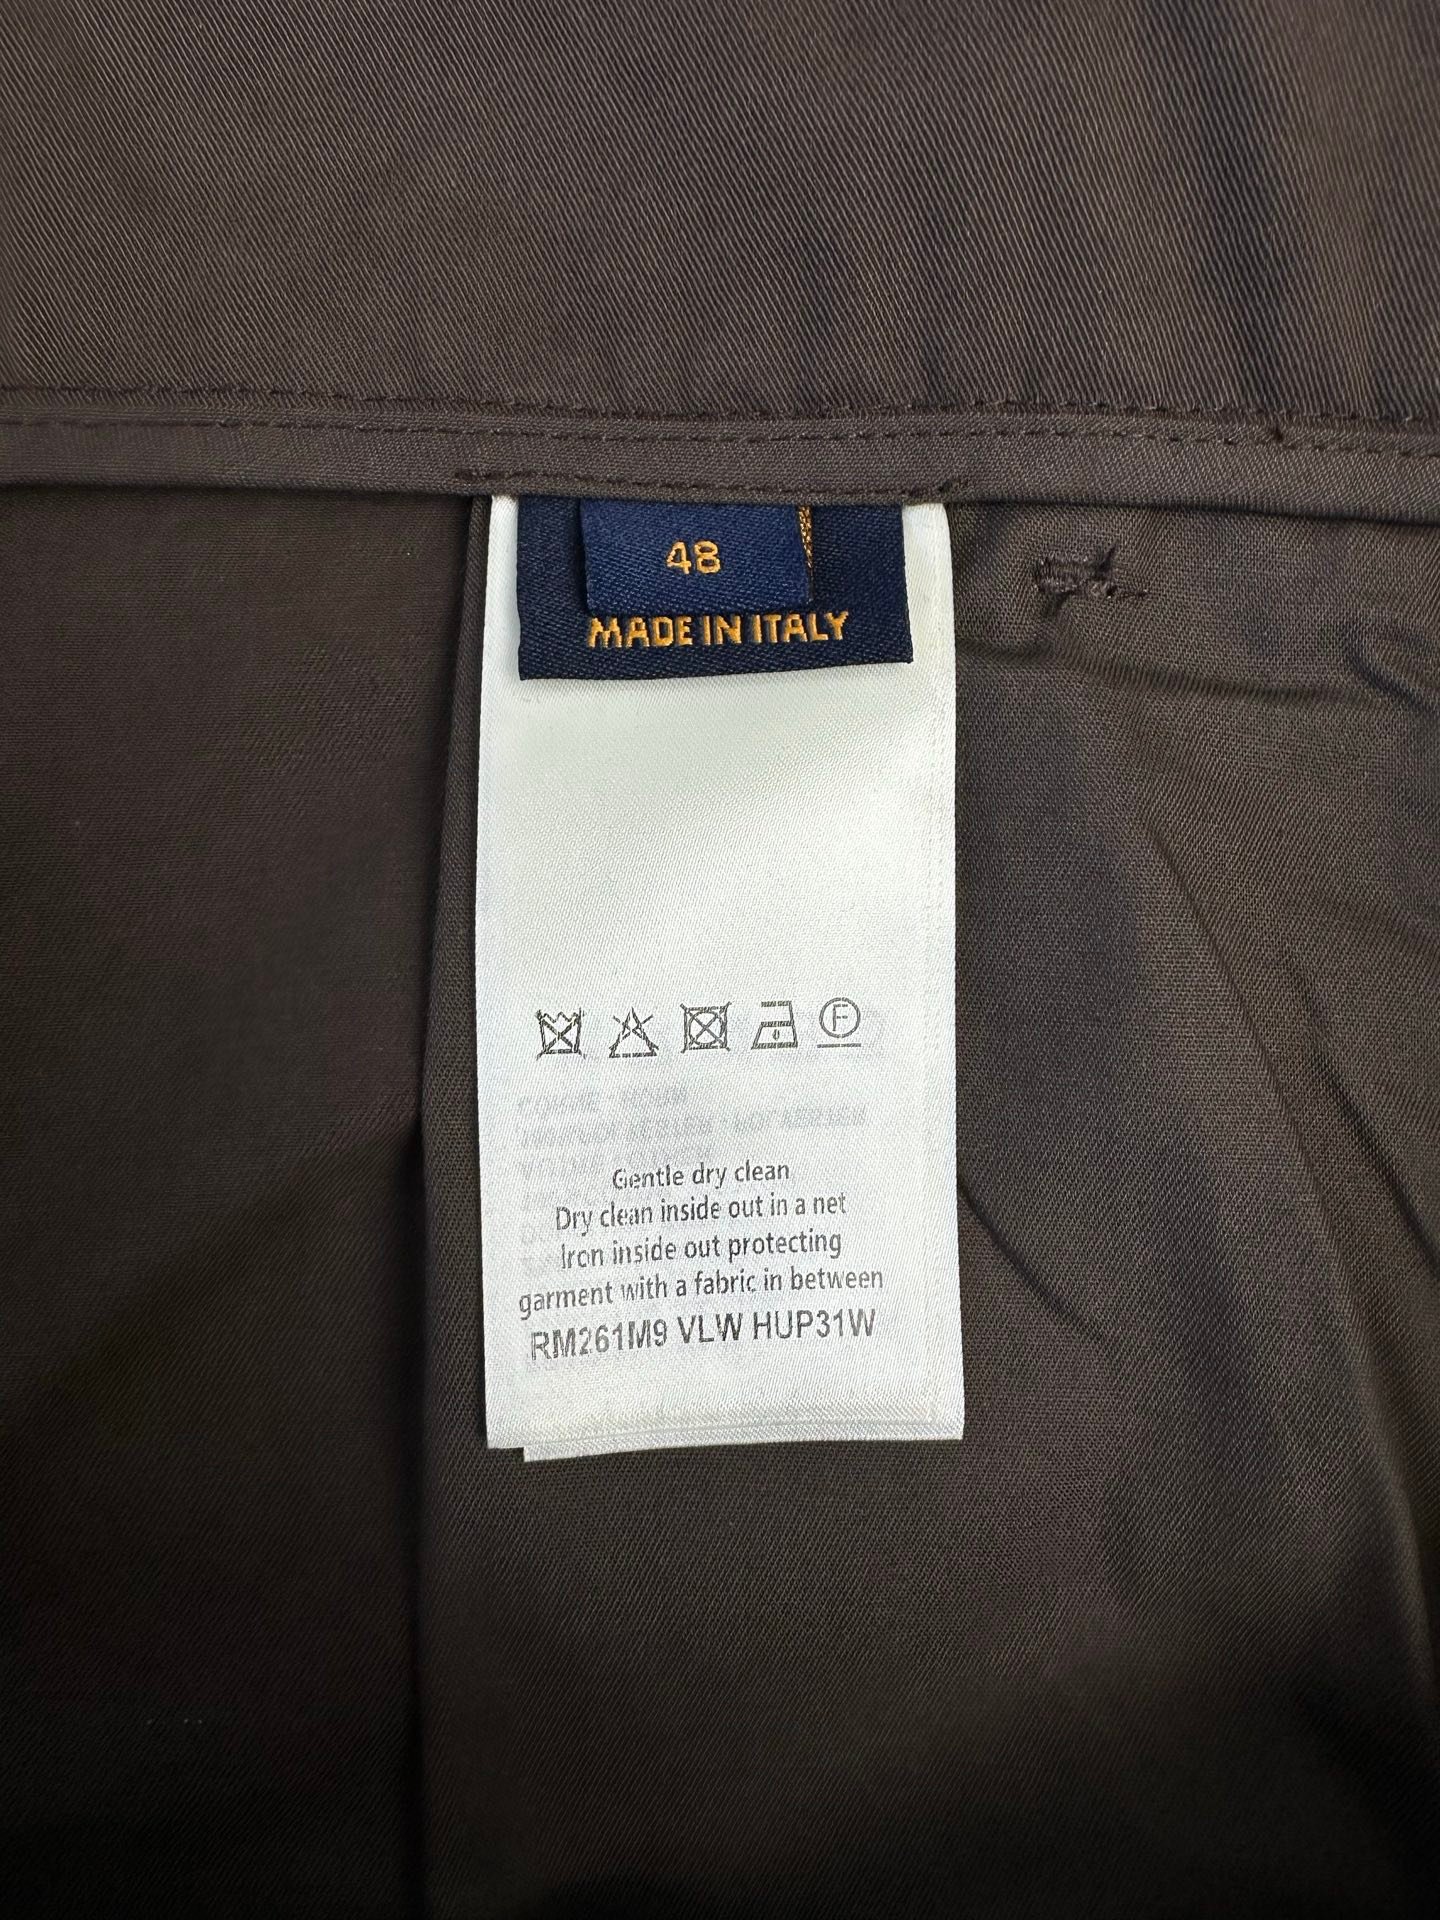 48
MADE IN ITALY
F
Gentle dry clean
Dry clean inside out in a net
Iron inside out protecting
garment with a fabric in between
RM261M9 VLW HUP31W